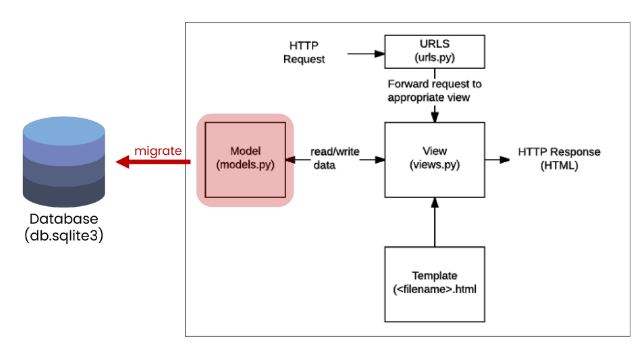 HTTP
Request
URLS
(urls.py)
Forward request to
appropriate view
migrate
Model
(models.py)
read/write
data
View
(views.py)
HTTP Response
(HTML)
Database
(db.sqlite3)
Template
(<filename>.html